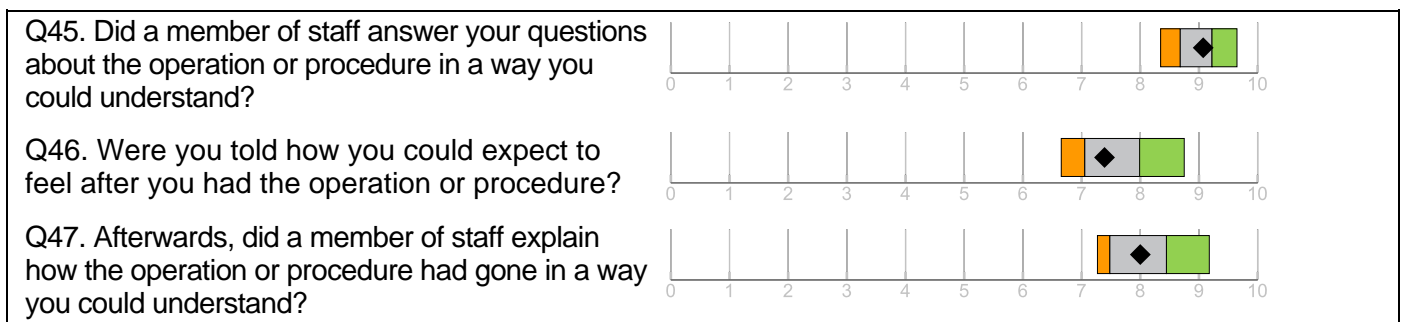 Q45. Did a member of staff answer your questions
about the operation or procedure in a way you
could understand?
0 1 2 3 4 5 6 7 8 9 10
Q46. Were you told how you could expect to
feel after you had the operation or procedure?
0 1 2 3 4 5 6 7 8 9 10
Q47. Afterwards, did a member of staff explain
how the operation or procedure had gone in a way
you could understand?
0 1 2 3 4 5 6 7 8 9 10